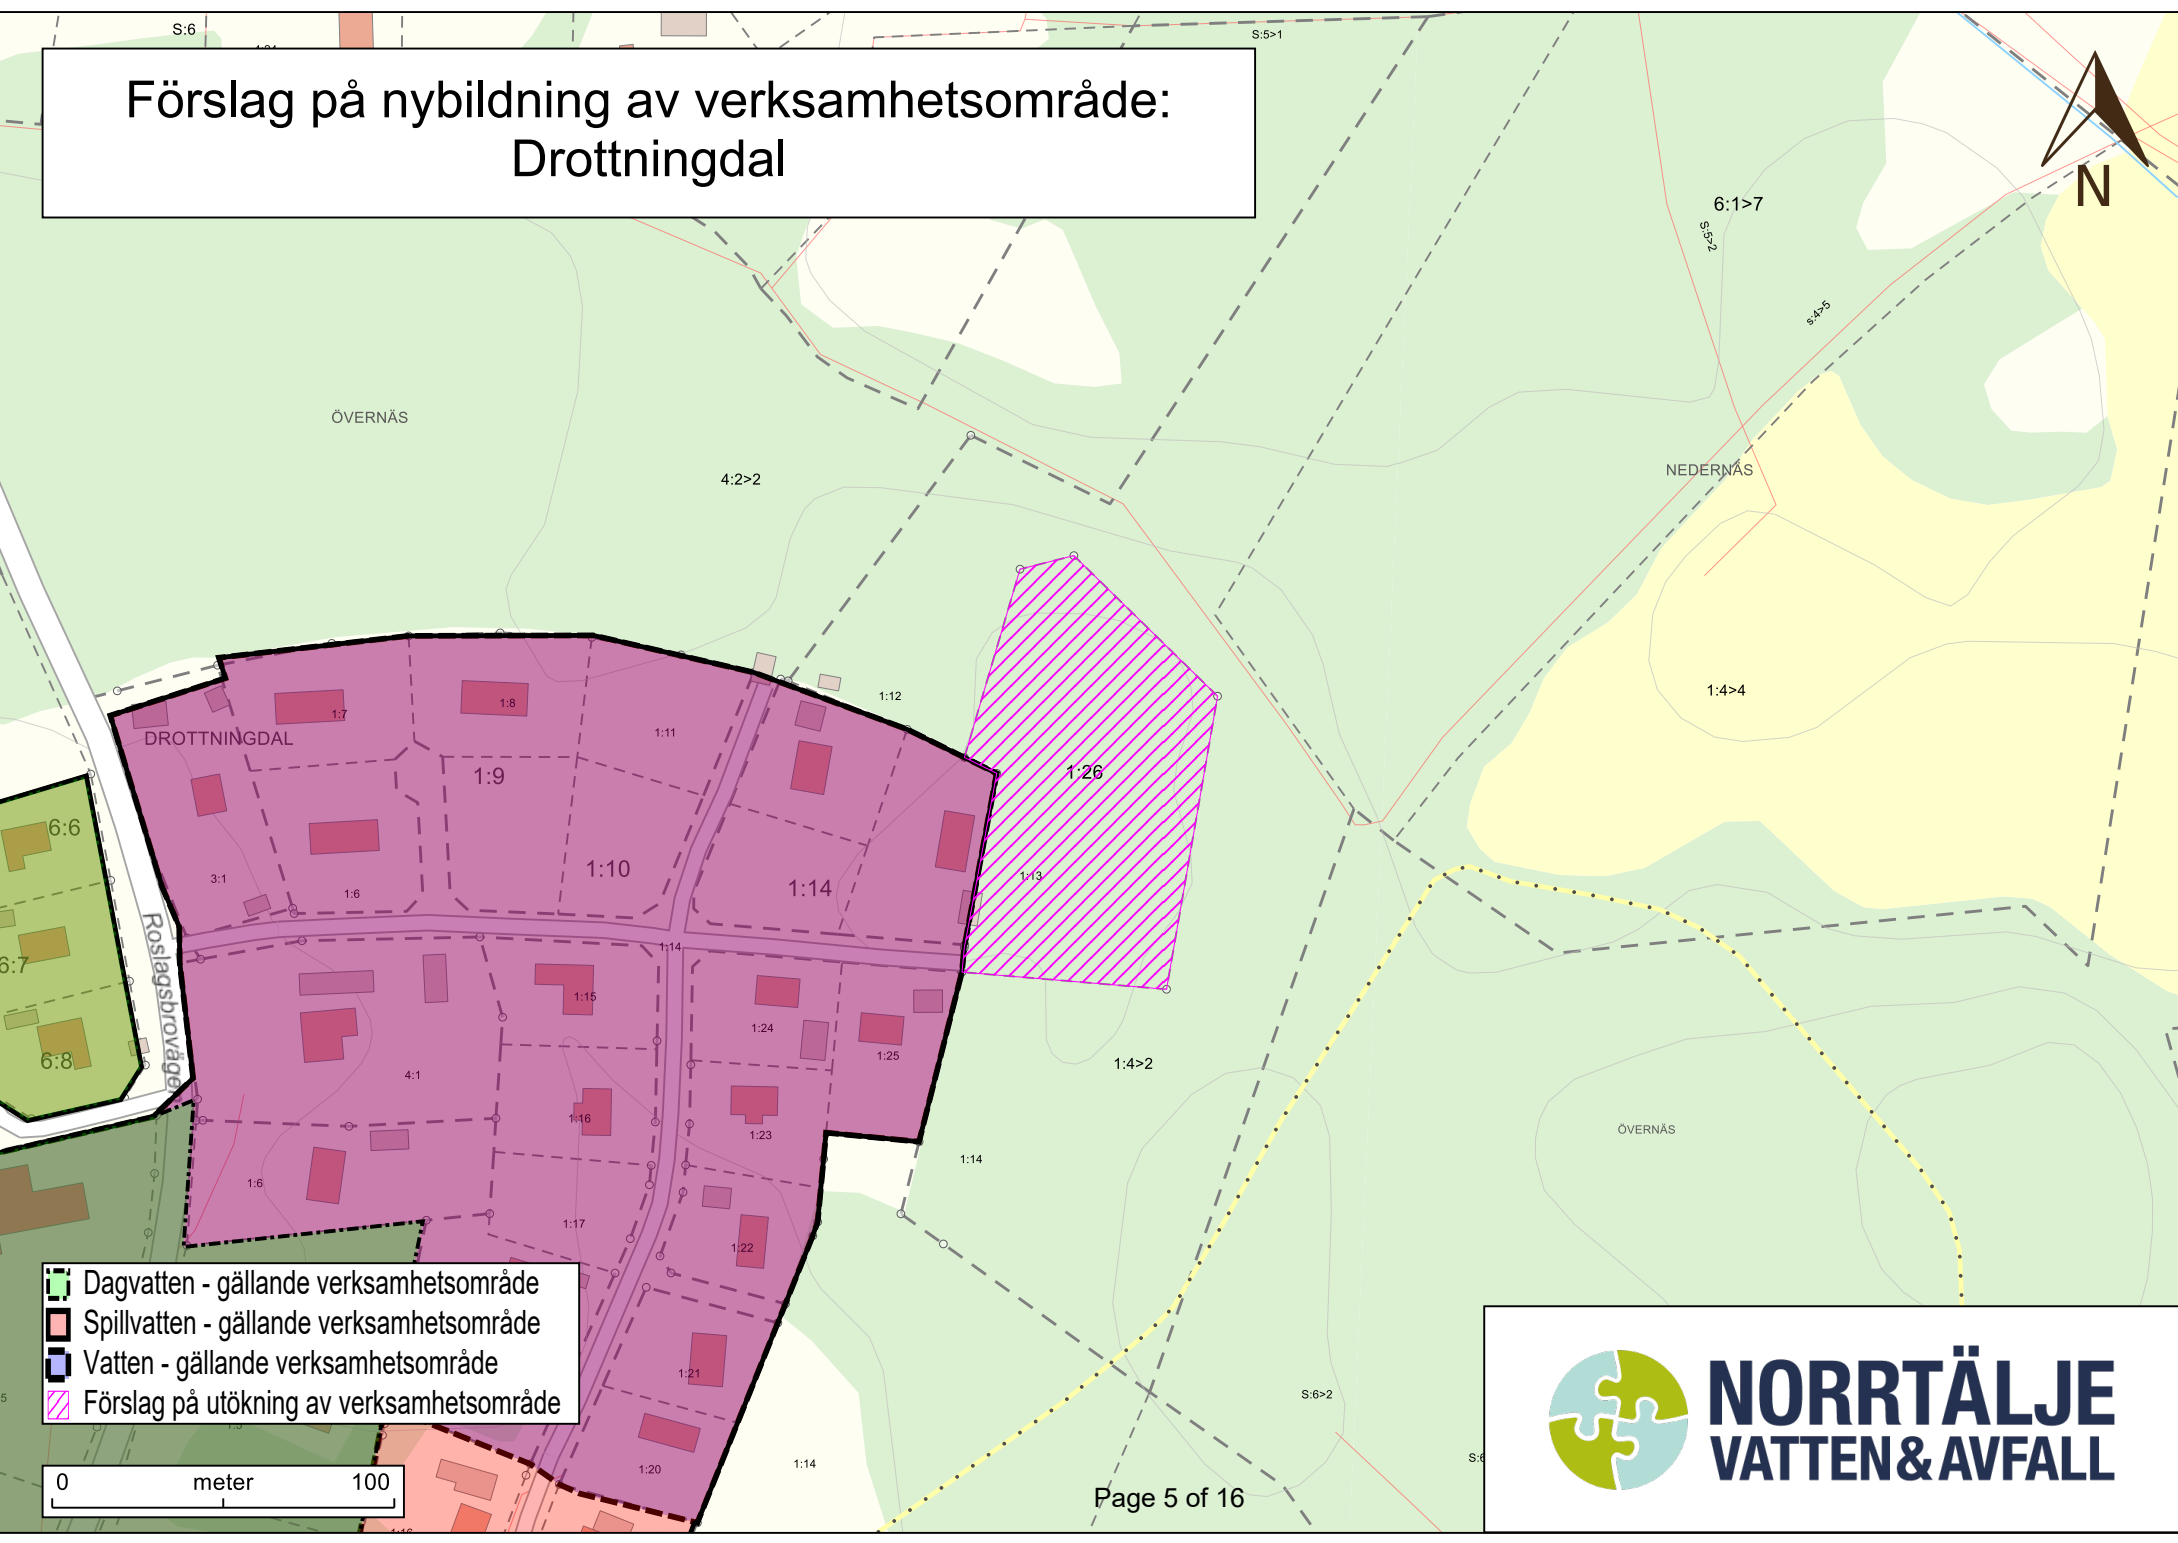 S:6
S:5>1
Förslag på nybildning av verksamhetsområde:
Drottningdal
N
6:1>7
S:5>2
s:4>5
ÖVERNÄS
4:2>2
NEDERNÄS
1:4>4
1:12
1:7
1:8
1:11
DROTTNINGDAL
1:9
1:26
6:6
1:10
1:14
1:13
3:1
1:6
Roslagsbrovägen
1:14
6:7
1:15
1:24
1:25
6:8
4:1
1:4>2
1:16
1:23
ÖVERNÄS
1:14
1:6
1:17
1:22
Dagvatten - gällande verksamhetsområde
Spillvatten - gällande verksamhetsområde
Vatten - gällande verksamhetsområde
Förslag på utökning av verksamhetsområde
1:21
S:6>2
1:20
1:14
0 meter 100
Page 5 of 16
NORRTÄLJE
VATTEN & AVFALL